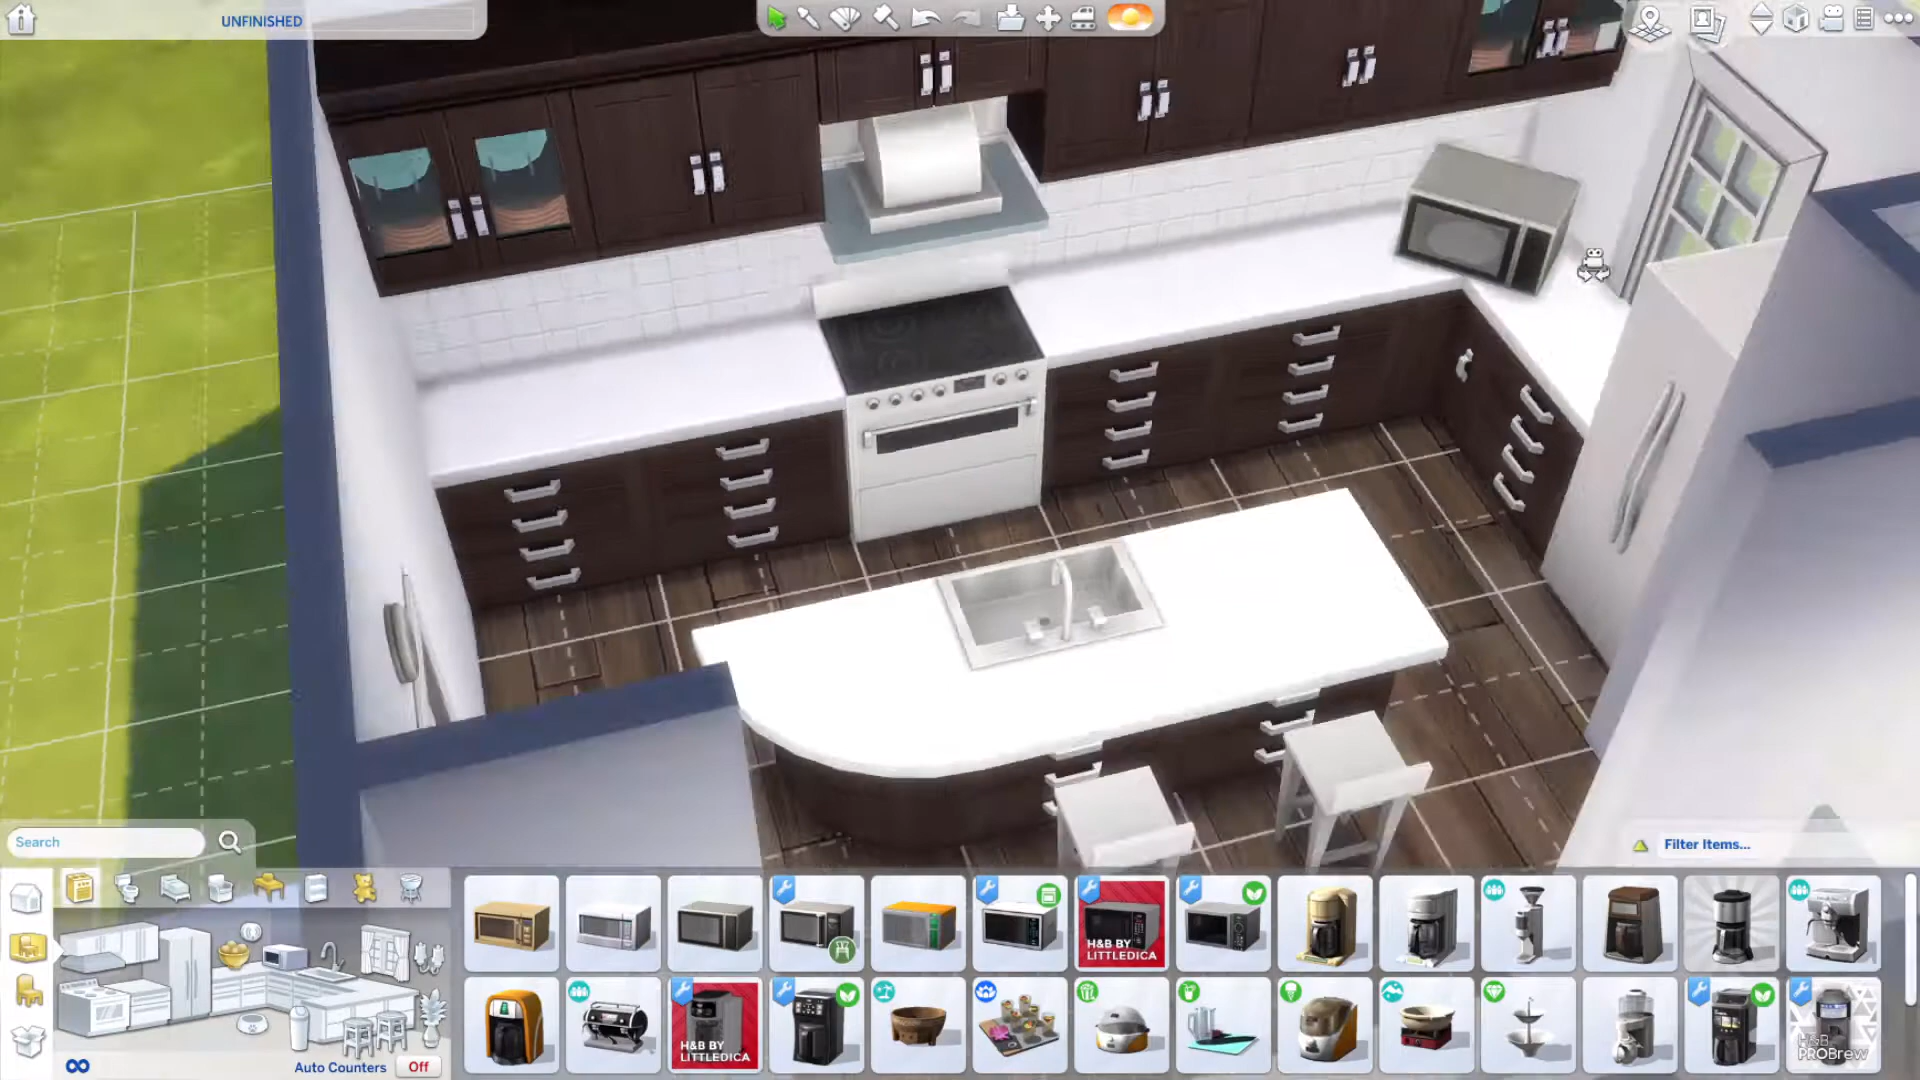 UNFINISHED
Search
Filter Items...
H&B BY
LITTLEDICA
H&B BY
LITTLEDICA
H&B
PROBrew
Auto Counters
Off